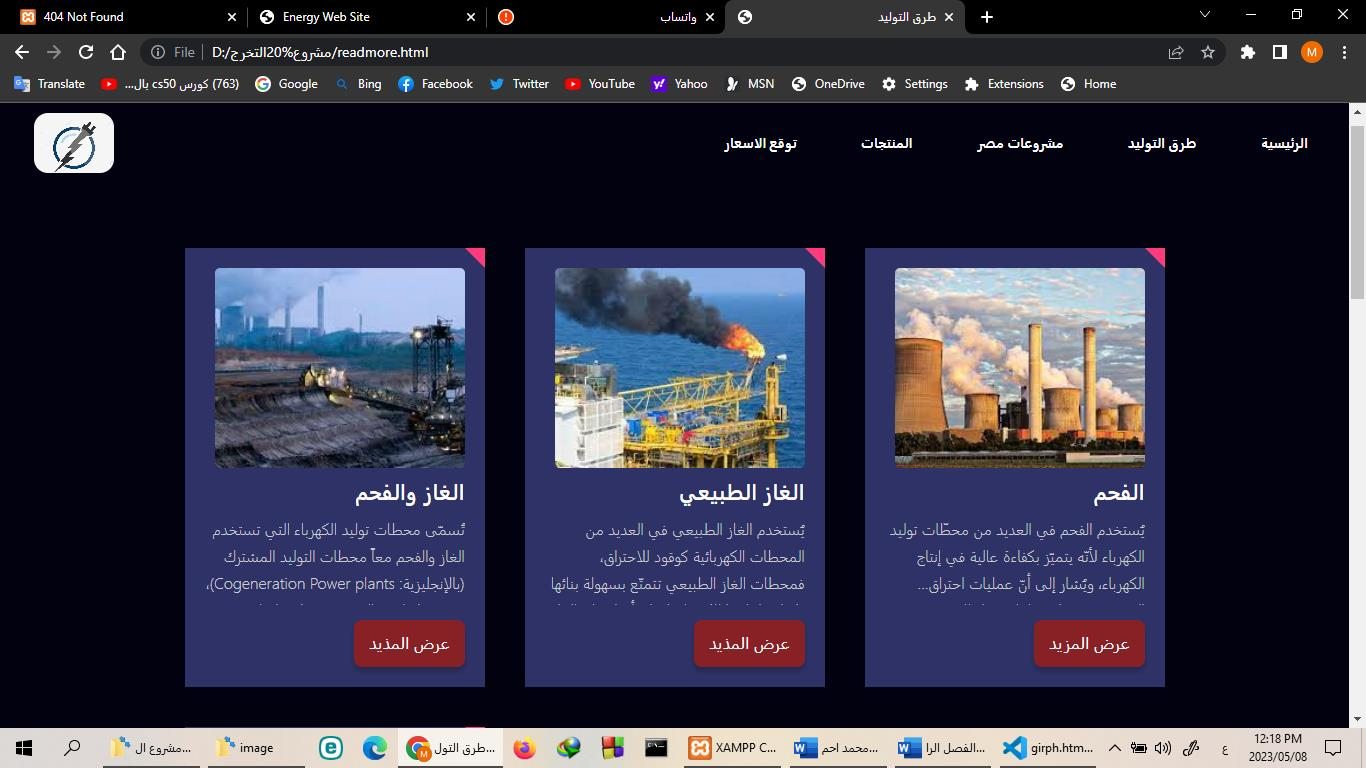 404 Not Found
Energy Web Site
واتساب
طرق التوليد
File
D:/مشروع%20التخرج/readmore.html
M
Translate
(763) كورس cs50 بال...
Google
Bing
Facebook
Twitter
YouTube
Yahoo
MSN
OneDrive
Settings
Extensions
Home
الرئيسية
طرق التوليد
مشروعات مصر
المنتجات
توقع الاسعار
الفحم
يُستخدم الفحم في العديد من محطّات توليد
الكهرباء لأنّه يتميّز بكفاءة عالية في إنتاج
الكهرباء، ويُشار إلى أنّ عمليات احتراق...
عرض المزيد
الغاز الطبيعي
يُستخدم الغاز الطبيعي في العديد من
المحطات الكهربائية كوقود للاحتراق،
فمحطات الغاز الطبيعي تتمتّع بسهولة بنائها
عرض المذيد
الغاز والفحم
تُسمّى محطات توليد الكهرباء التي تستخدم
الغاز والفحم معاً محطات التوليد المشترك
(بالإنجليزية: Cogeneration Power plants)،
عرض المذيد
مشروع ال...
image
طرق التول...
M
XAMPP C...
محمد احم...
الفصل الرا...
girph.htm...
ع
12:18 PM
2023/05/08